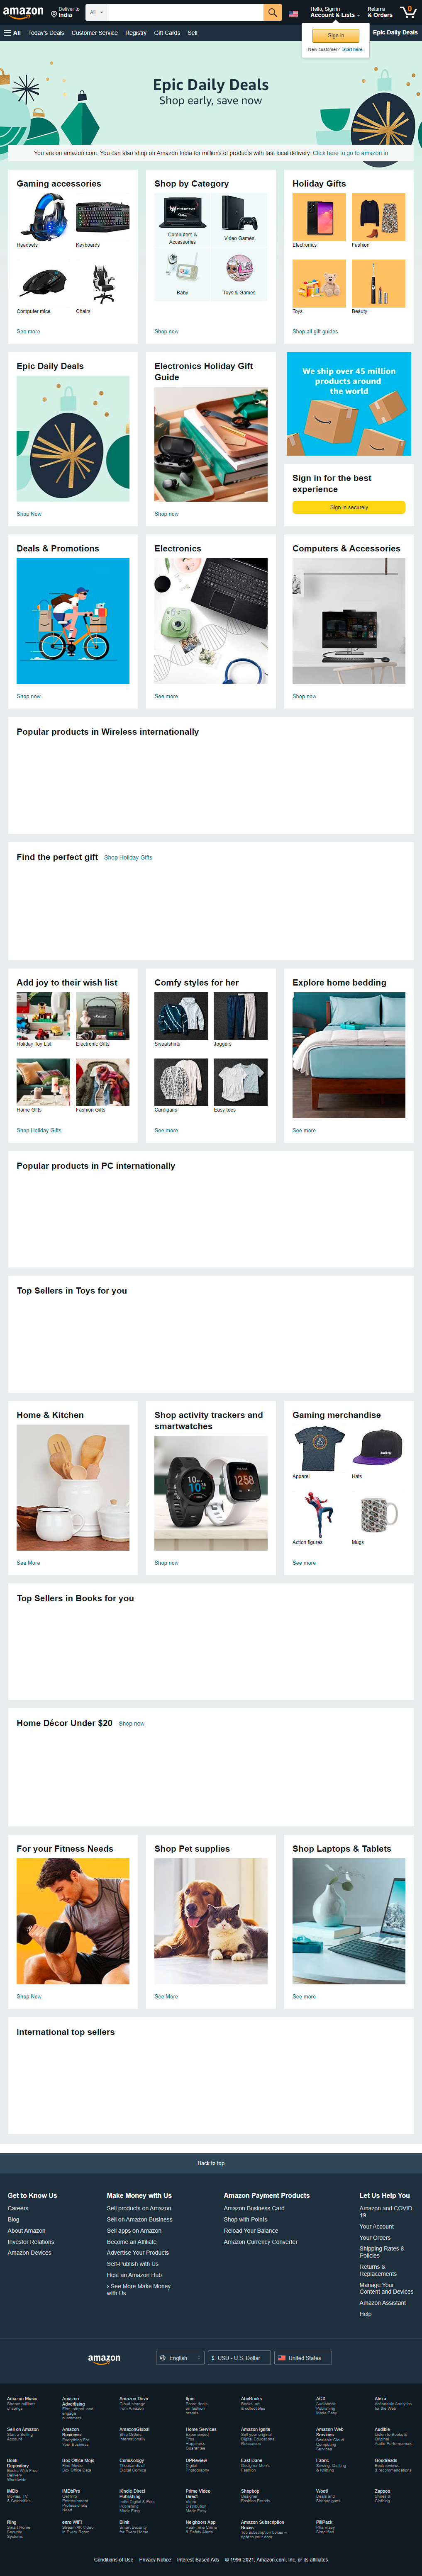 amazon
Deliver to
India
All
Hello, Sign in
Account & Lists
Returns
& Orders
0
All
Today's Deals
Customer Service
Registry
Gift Cards
Sell
Epic Daily Deals
Sign in
New customer? Start here.
Epic Daily Deals
Shop early, save now
You are on amazon.com. You can also shop on Amazon India for millions of products with fast local delivery. Click here to go to amazon.in
Gaming accessories
Headsets
Keyboards
Computer mice
Chairs
See more
Shop by Category
Computers &
Accessories
Video Games
Baby
Toys & Games
Shop now
Holiday Gifts
Electronics
Fashion
Toys
Beauty
Shop all gift guides
Epic Daily Deals
Shop Now
Electronics Holiday Gift
Guide
Shop now
We ship over 45 million
products around
the world
Sign in for the best
experience
Sign in securely
Deals & Promotions
Shop now
Electronics
See more
Computers & Accessories
Shop now
Popular products in Wireless internationally
Find the perfect gift
Shop Holiday Gifts
Add joy to their wish list
Holiday Toy List
Electronic Gifts
Home Gifts
Fashion Gifts
Shop Holiday Gifts
Comfy styles for her
Sweatshirts
Joggers
Cardigans
Easy tees
See more
Explore home bedding
See more
Popular products in PC internationally
Top Sellers in Toys for you
Home & Kitchen
See More
Shop activity trackers and
smartwatches
Shop now
Gaming merchandise
Apparel
Hats
Action figures
Mugs
See more
Top Sellers in Books for you
Home Décor Under $20
Shop now
For your Fitness Needs
Shop Now
Shop Pet supplies
See More
Shop Laptops & Tablets
See more
International top sellers
Back to top
Get to Know Us
Careers
Blog
About Amazon
Investor Relations
Amazon Devices
Make Money with Us
Sell products on Amazon
Sell on Amazon Business
Sell apps on Amazon
Become an Affiliate
Advertise Your Products
Self-Publish with Us
Host an Amazon Hub
› See More Make Money
with Us
Amazon Payment Products
Amazon Business Card
Shop with Points
Reload Your Balance
Amazon Currency Converter
Let Us Help You
Amazon and COVID-
19
Your Account
Your Orders
Shipping Rates &
Policies
Returns &
Replacements
Manage Your
Content and Devices
Amazon Assistant
Help
amazon
English
$ USD - U.S. Dollar
United States
Amazon Music
Stream millions
of songs
Amazon
Advertising
Find, attract, and
engage
customers
Amazon Drive
Cloud storage
from Amazon
6pm
Score deals
on fashion
brands
AbeBooks
Books, art
& collectibles
ACX
Audiobook
Publishing
Made Easy
Alexa
Actionable Analytics
for the Web
Sell on Amazon
Start a Selling
Account
Amazon
Business
Everything For
Your Business
AmazonGlobal
Ship Orders
Internationally
Home Services
Experienced
Pros
Happiness
Guarantee
Amazon Ignite
Sell your original
Digital Educational
Resources
Amazon Web
Services
Scalable Cloud
Computing
Services
Audible
Listen to Books &
Original
Audio Performances
Book
Depository
Books With Free
Delivery
Worldwide
Box Office Mojo
Find Movie
Box Office Data
ComiXology
Thousands of
Digital Comics
DPReview
Digital
Photography
East Dane
Designer Men's
Fashion
Fabric
Sewing, Quilting
& Knitting
Goodreads
Book reviews
& recommendations
IMDb
Movies, TV
& Celebrities
IMDbPro
Get Info
Entertainment
Professionals
Need
Kindle Direct
Publishing
Indie Digital & Print
Publishing
Made Easy
Prime Video
Direct
Video
Distribution
Made Easy
Shopbop
Designer
Fashion Brands
Woot!
Deals and
Shenanigans
Zappos
Shoes &
Clothing
Ring
Smart Home
Security
Systems
eero WiFi
Stream 4K Video
in Every Room
Blink
Smart Security
for Every Home
Neighbors App
Real-Time Crime
& Safety Alerts
Amazon Subscription
Boxes
Top subscription boxes –
right to your door
PillPack
Pharmacy
Simplified
Conditions of Use
Privacy Notice
Interest-Based Ads
© 1996-2021, Amazon.com, Inc. or its affiliates